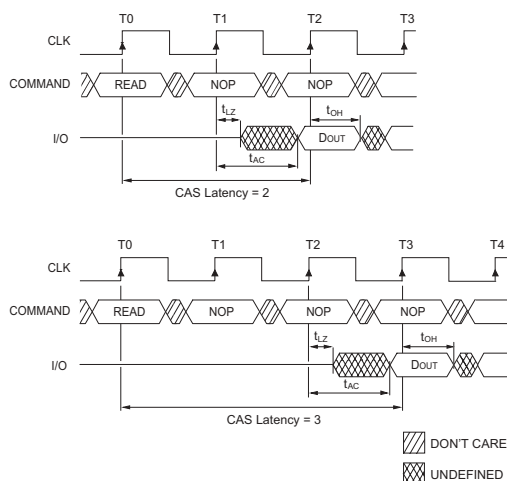 T0 T1 T2 T3
CLK
COMMAND READ NOP NOP
tLZ tOH
I/O DOUT
tAC
CAS Latency = 2
T0 T1 T2 T3 T4
CLK
COMMAND READ NOP NOP NOP
tLZ tOH
I/O DOUT
tAC
CAS Latency = 3
DON'T CARE
UNDEFINED